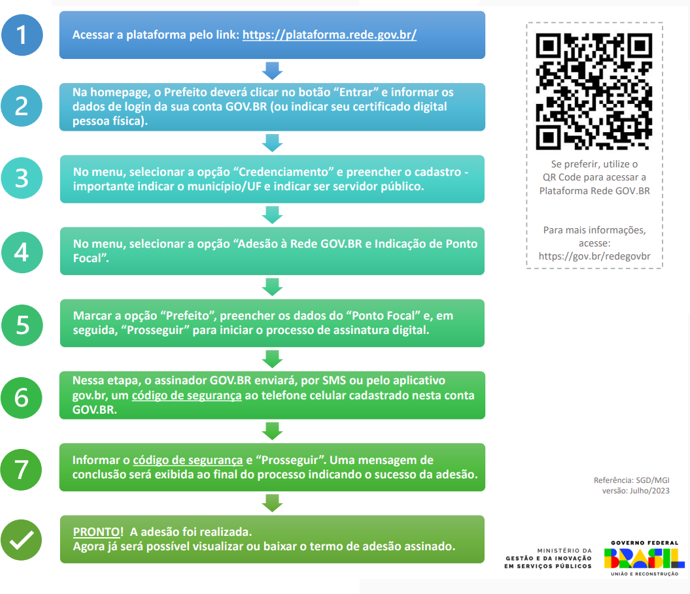 1
Acessar a plataforma pelo link: https://plataforma.rede.gov.br/
2
Na homepage, o Prefeito deverá clicar no botão “Entrar” e informar os
dados de login da sua conta GOV.BR (ou indicar seu certificado digital
pessoa física).
3
No menu, selecionar a opção “Credenciamento” e preencher o cadastro -
importante indicar o município/UF e indicar ser servidor público.
4
No menu, selecionar a opção “Adesão à Rede GOV.BR e Indicação de Ponto
Focal”.
5
Marcar a opção “Prefeito”, preencher os dados do “Ponto Focal” e, em
seguida, “Prosseguir” para iniciar o processo de assinatura digital.
6
Nessa etapa, o assinador GOV.BR enviará, por SMS ou pelo aplicativo
gov.br, um código de segurança ao telefone celular cadastrado nesta conta
GOV.BR.
7
Informar o código de segurança e “Prosseguir”. Uma mensagem de
conclusão será exibida ao final do processo indicando o sucesso da adesão.
PRONTO! A adesão foi realizada.
Agora já será possível visualizar ou baixar o termo de adesão assinado.
Se preferir, utilize o
QR Code para acessar a
Plataforma Rede GOV.BR
Para mais informações,
acesse:
https://gov.br/redegovbr
Referência: SGD/MGI
versão: Julho/2023
MINISTÉRIO DA
GESTÃO E DA INOVAÇÃO
EM SERVIÇOS PÚBLICOS
GOVERNO FEDERAL
BRASIL
UNIÃO E RECONSTRUÇÃO